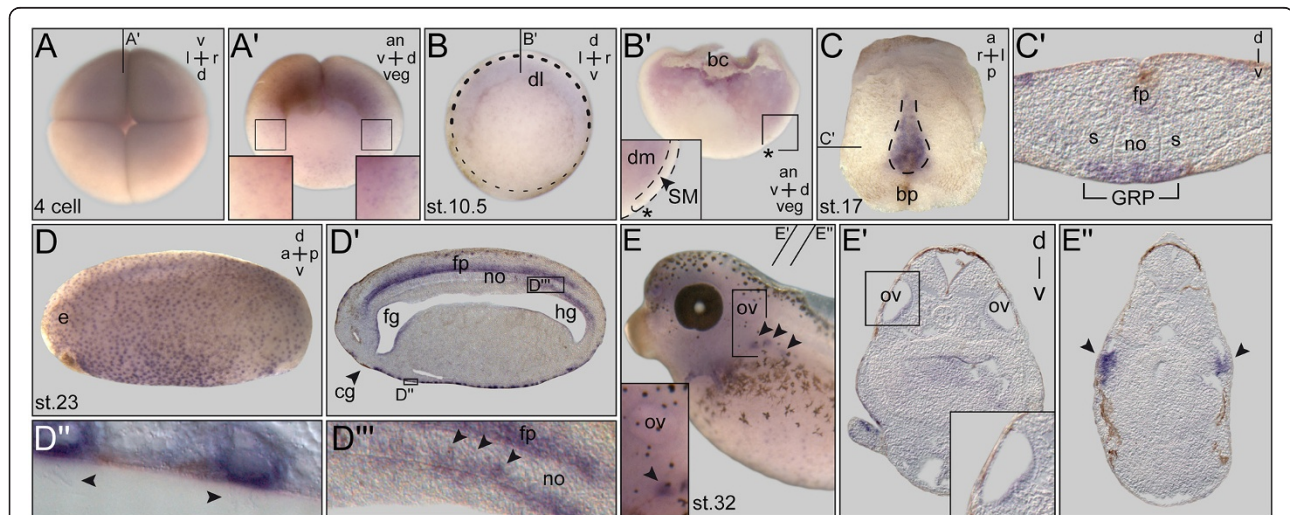 A
A'
v
l + r
d
4 cell
A'
an
v + d
veg
B
B'
d
l + r
v
dl
st.10.5
B'
bc
dm
SM
*
*
an
v + d
veg
C
a
r + l
p
C'
bp
st.17
C'
d
v
fp
s
no
s
GRP
D
d
a + p
v
e
st.23
D'
fp
no
D'''
fg
hg
cg
D''
E
E'
E''
ov
ov
st.32
E'
d
v
ov
ov
E''
D''
D'''
fp
no